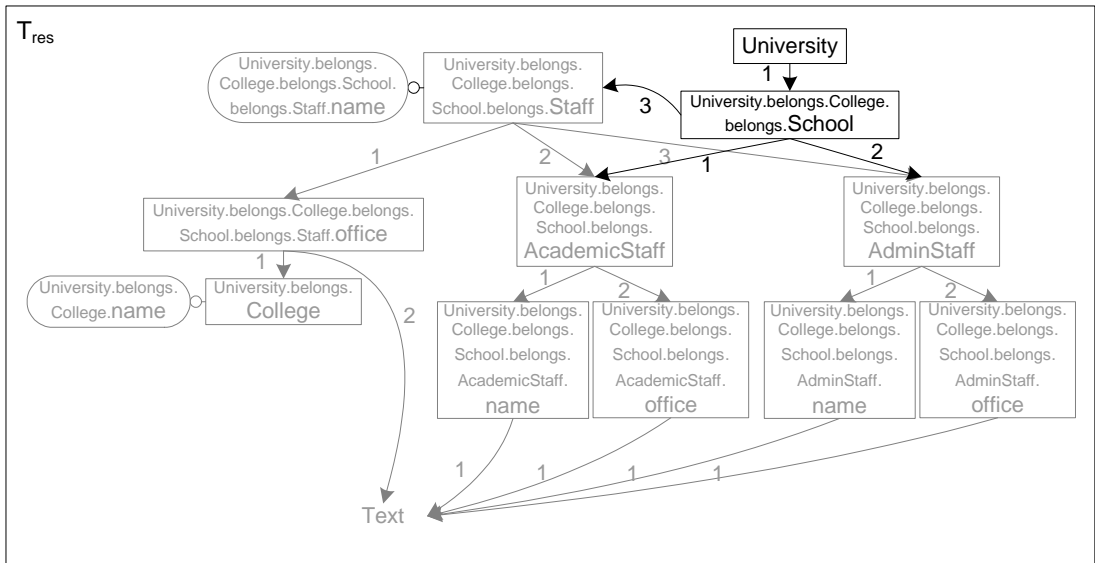 T_res
University
1
University.belongs.
College.belongs.School.
belongs.Staff.name
University.belongs.
College.belongs.
School.belongs.Staff
3
University.belongs.College.
belongs.School
1
2
3
1
2
University.belongs.College.belongs.
School.belongs.Staff.office
University.belongs.
College.belongs.
School.belongs.
AcademicStaff
University.belongs.
College.belongs.
School.belongs.
AdminStaff
1
2
1
2
1
2
University.belongs.
College.name
University.belongs.
College
University.belongs.
College.belongs.
School.belongs.
AcademicStaff.
name
University.belongs.
College.belongs.
School.belongs.
AcademicStaff.
office
University.belongs.
College.belongs.
School.belongs.
AdminStaff.
name
University.belongs.
College.belongs.
School.belongs.
AdminStaff.
office
1
1
1
1
Text